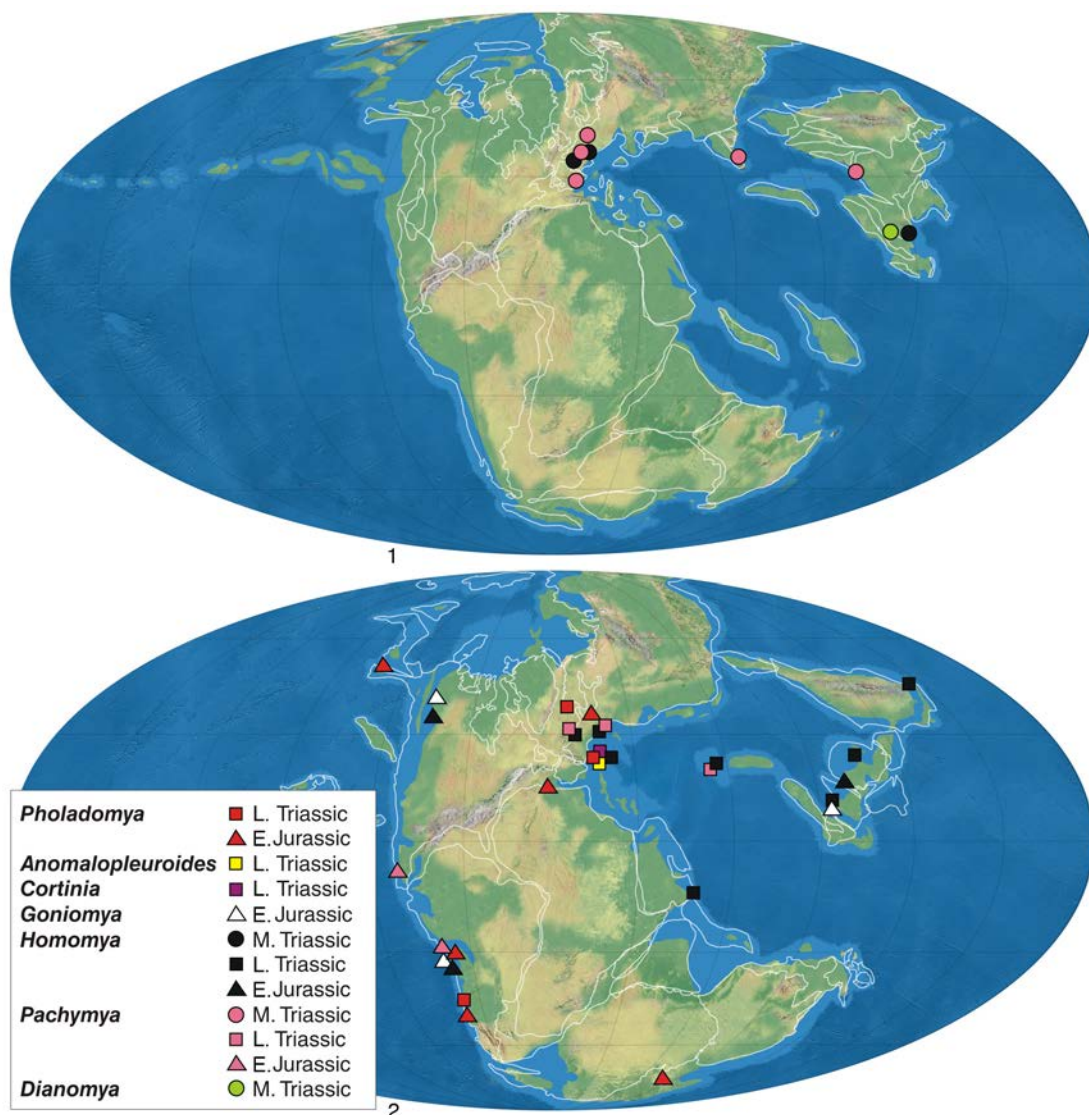 1
Pholadomya L. Triassic
E. Jurassic
Anomalopleuroides L. Triassic
Cortinia L. Triassic
Goniomya E. Jurassic
Homomya M. Triassic
L. Triassic
E. Jurassic
Pachymya M. Triassic
L. Triassic
E. Jurassic
Dianomya M. Triassic
2